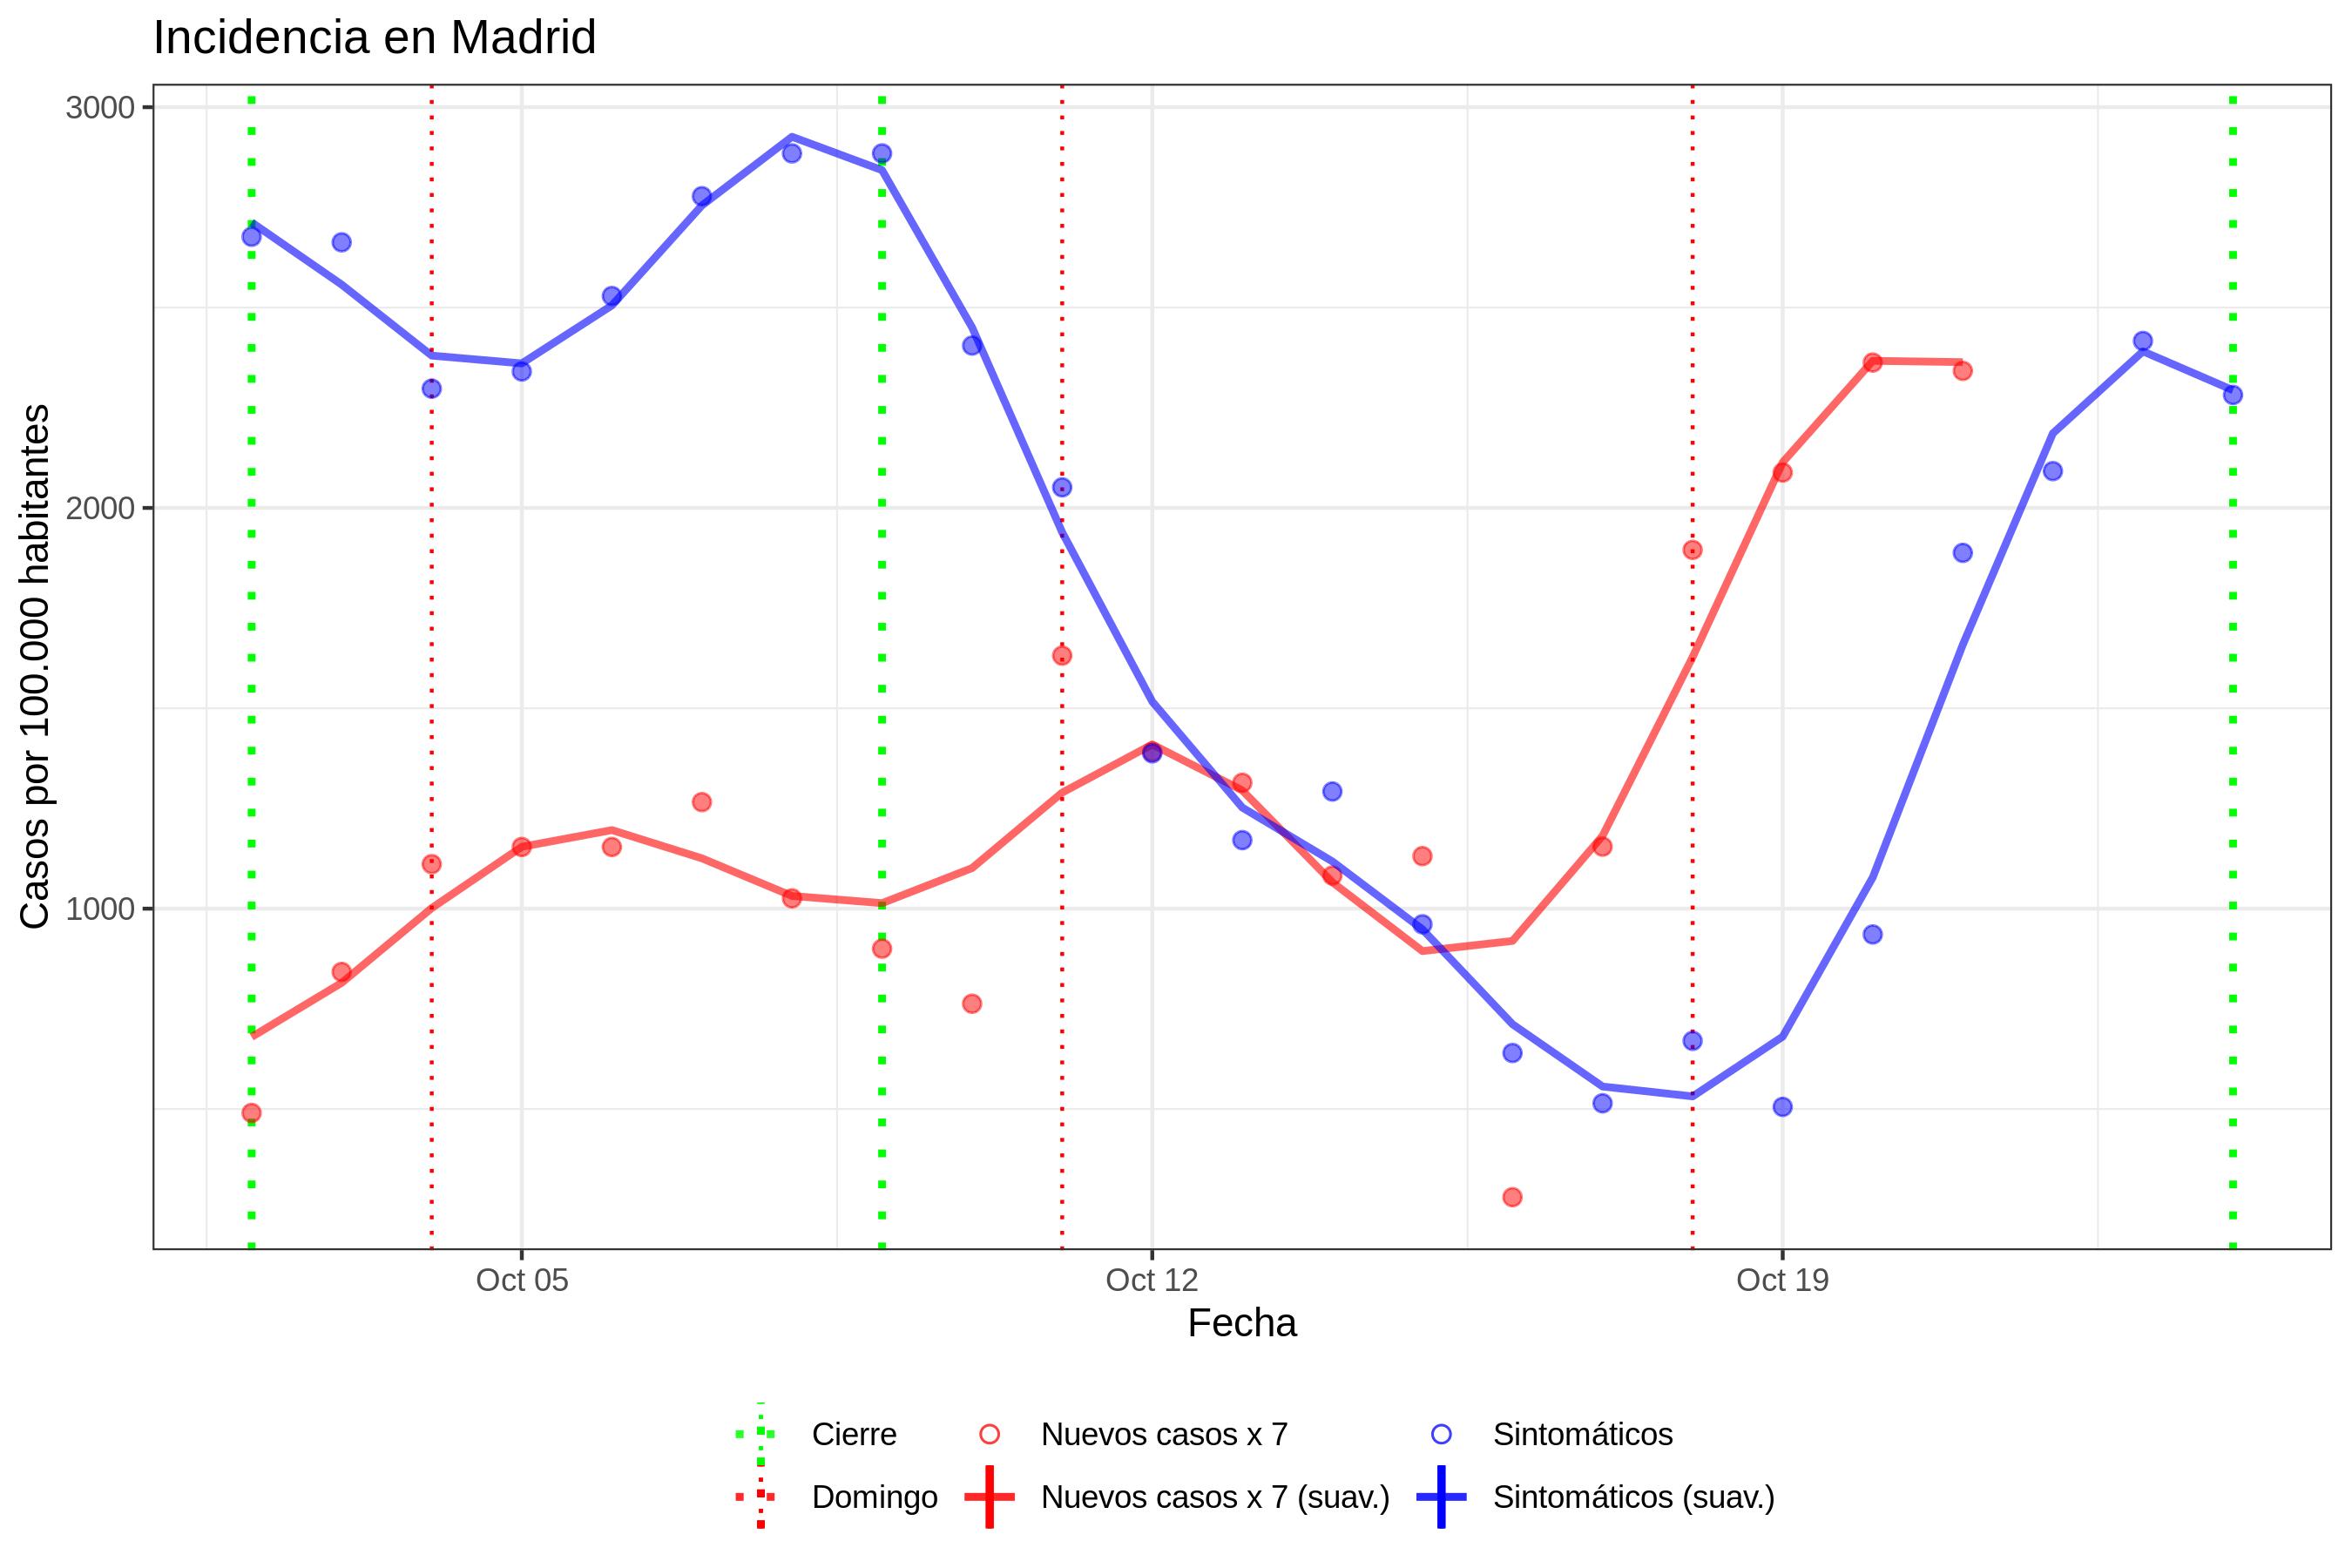 Incidencia en Madrid
Casos por 100.000 habitantes
3000
2000
1000
Oct 05
Oct 12
Oct 19
Fecha
Cierre
Nuevos casos x 7
Sintomáticos
Domingo
Nuevos casos x 7 (suav.)
Sintomáticos (suav.)